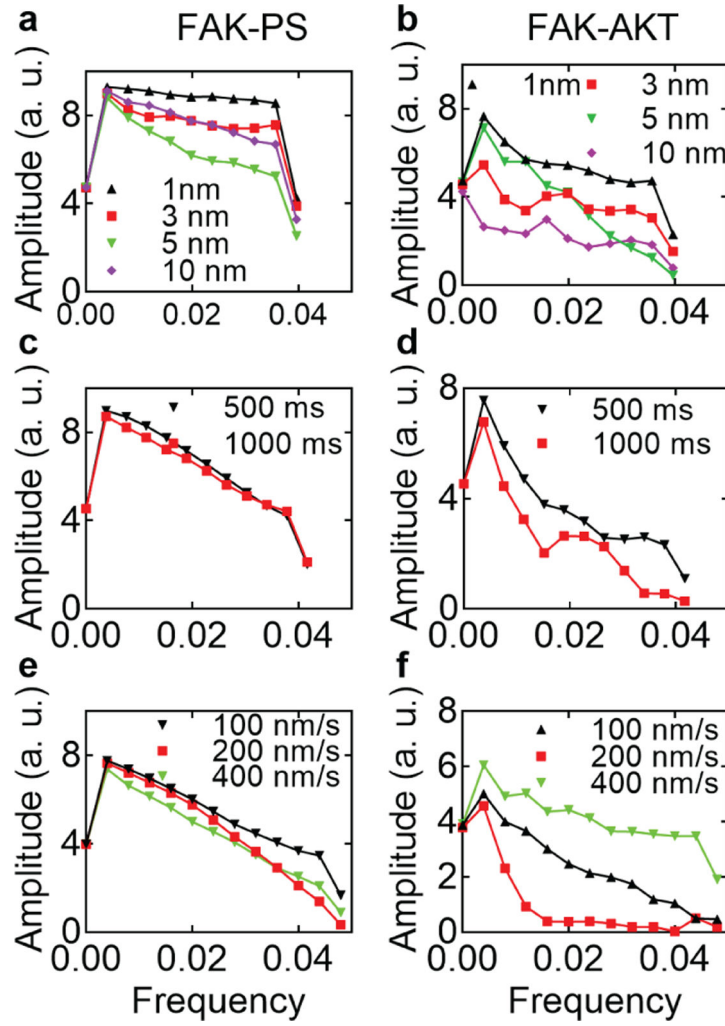 a FAK-PS
Amplitude (a. u.)
8
4
0
0.00 0.02 0.04
1nm
3 nm
5 nm
10 nm
b FAK-AKT
Amplitude (a. u.)
8
4
0
0.00 0.02 0.04
1nm 3 nm
5 nm
10 nm
c
Amplitude (a. u.)
8
4
0
0.00 0.02 0.04
500 ms
1000 ms
d
Amplitude (a. u.)
8
4
0
0.00 0.02 0.04
500 ms
1000 ms
e
Amplitude (a. u.)
8
4
0
0.00 0.02 0.04
Frequency
100 nm/s
200 nm/s
400 nm/s
f
Amplitude (a. u.)
8
6
4
2
0
0.00 0.02 0.04
Frequency
100 nm/s
200 nm/s
400 nm/s